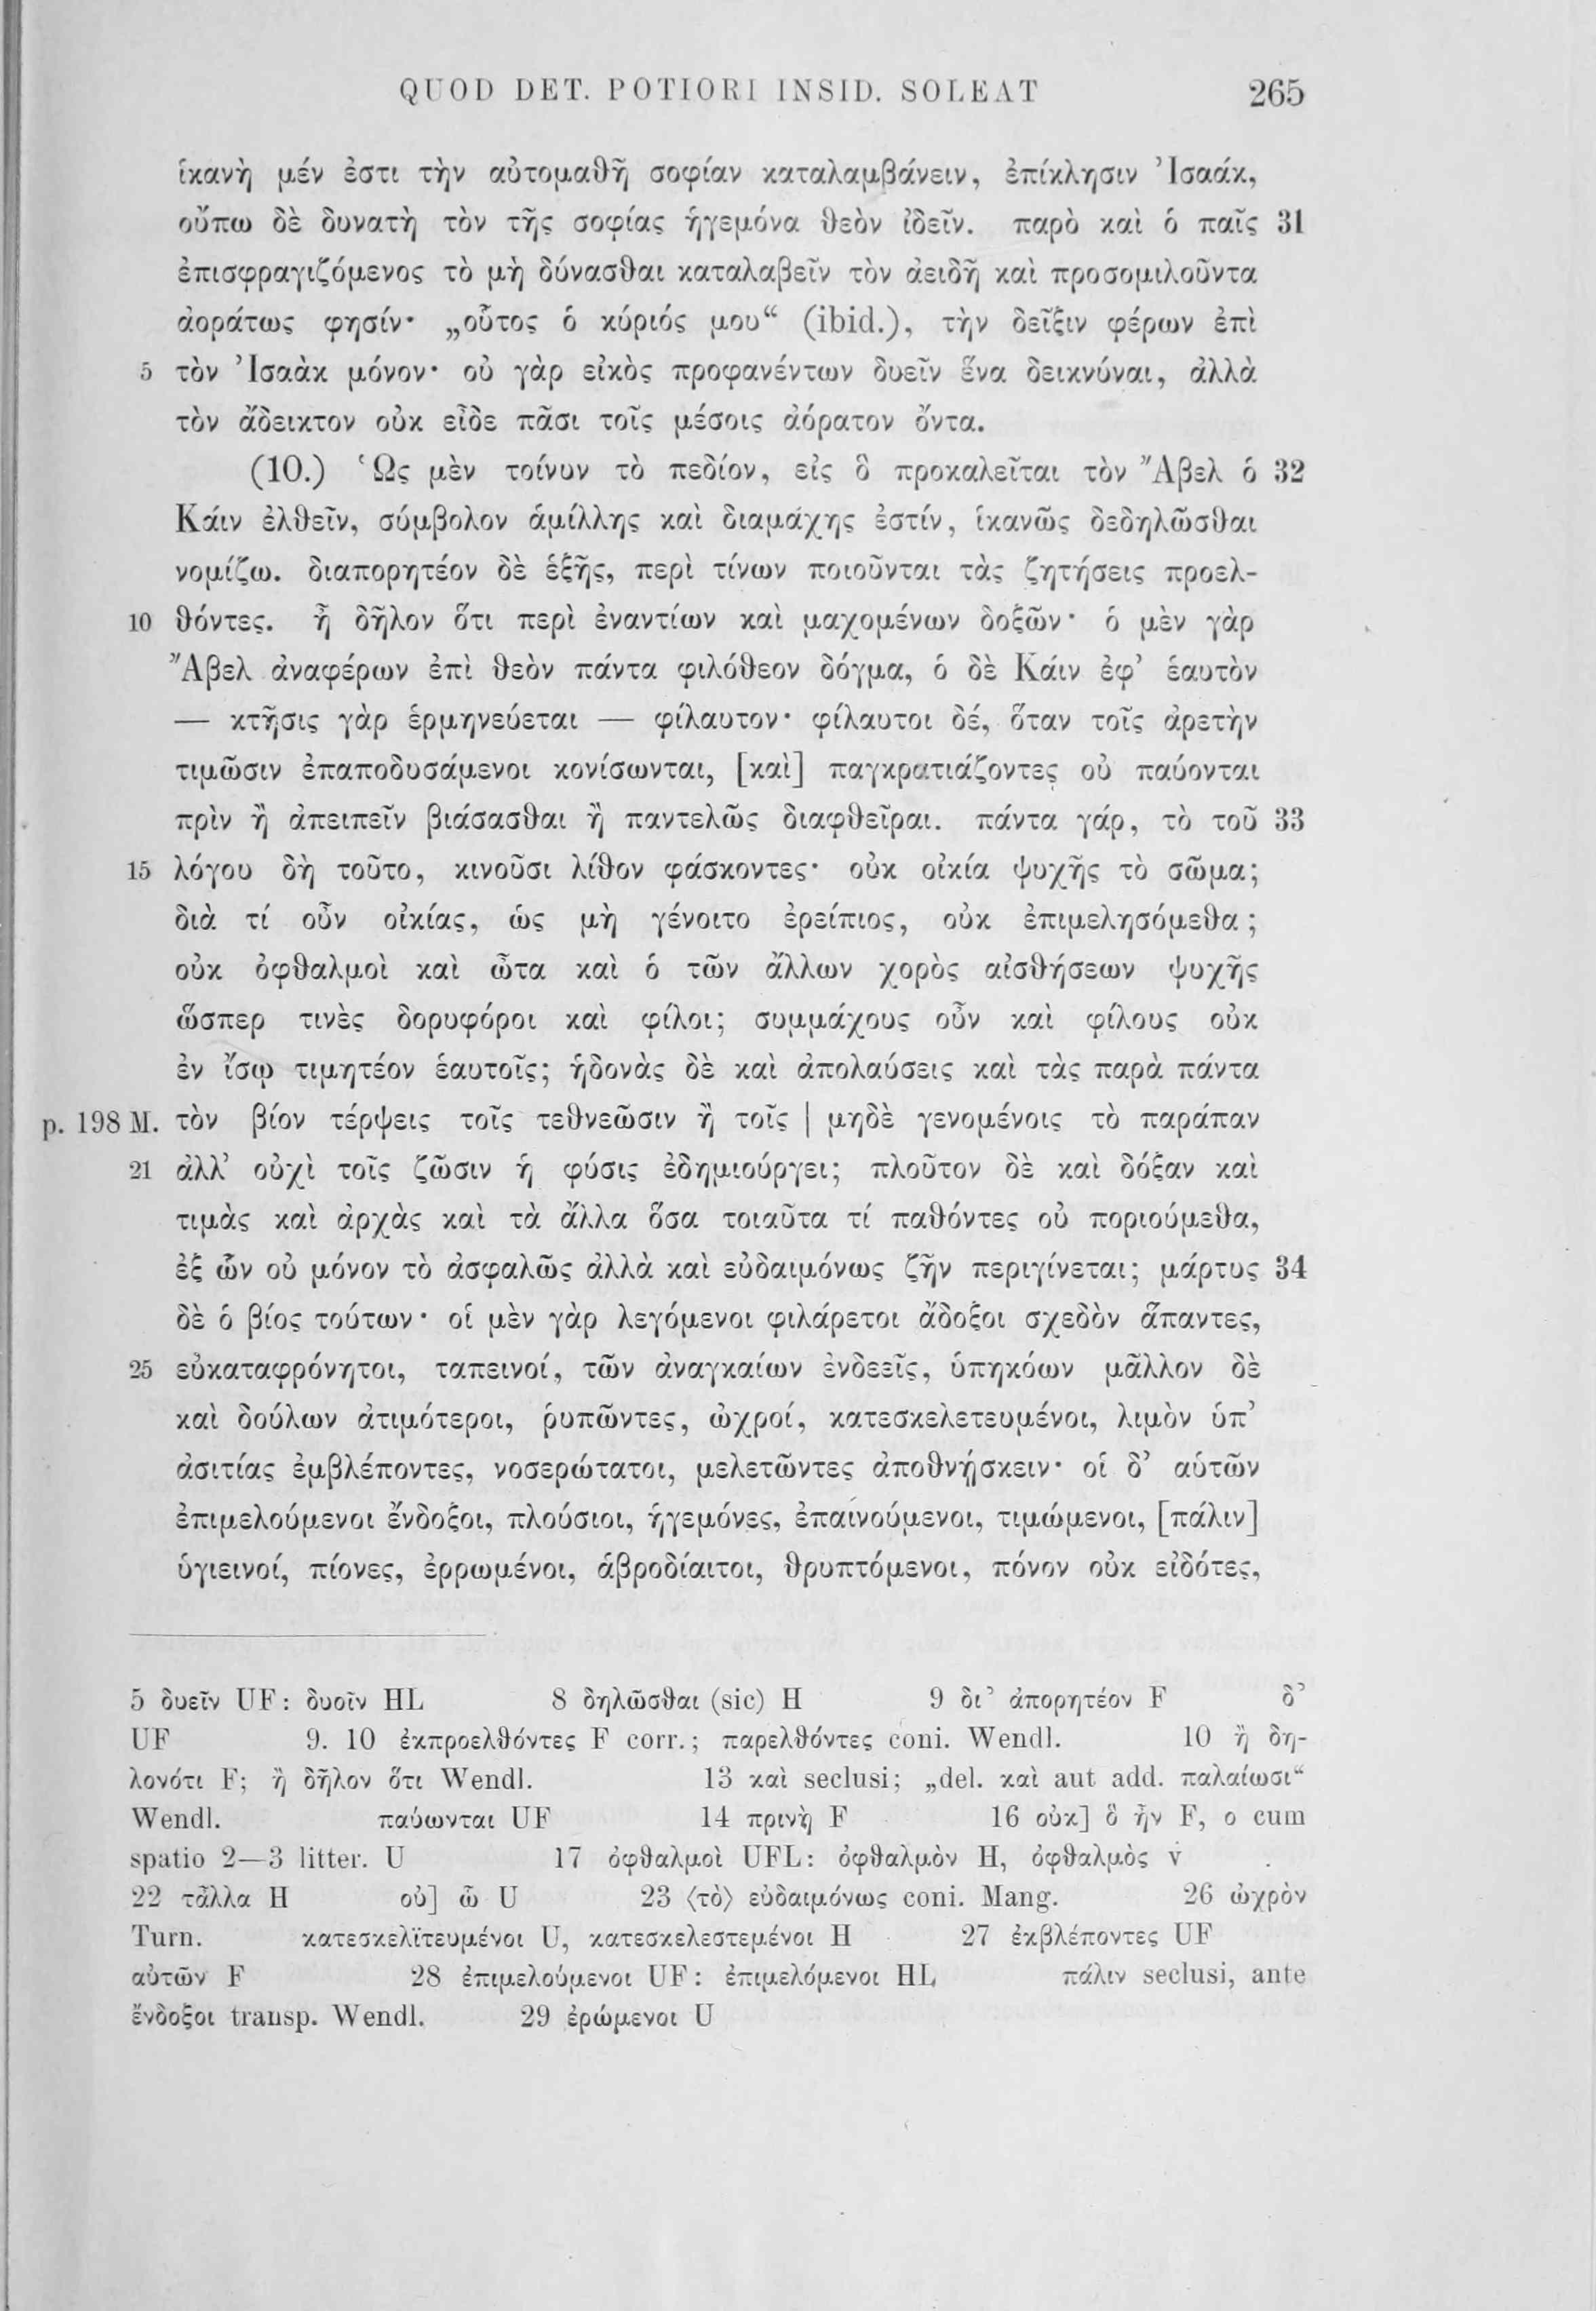 QUOD DET. POTIORI INSID. SOLEAT 265
ἱκανὴ μέν ἐστι τὴν αὐτομαθῆ σοφίαν καταλαμβάνειν, ἐπίκλησιν Ἰσαάκ,
οὔπω δὲ δυνατὴ τὸν τῆς σοφίας ἡγεμόνα θεὸν ἰδεῖν. παρὸ καὶ ὁ παῖς 31
ἐπισφραγιζόμενος τὸ μὴ δύνασθαι καταλαβεῖν τὸν ἀειδῆ καὶ προσομιλοῦντα
ἀοράτως φησίν· „οὗτος ὁ κύριός μου“ (ibid.), τὴν δεῖξιν φέρων ἐπὶ
5 τὸν Ἰσαὰκ μόνον· οὐ γὰρ εἰκὸς προφανέντων δυεῖν ἕνα δεικνύναι, ἀλλὰ
τὸν ἄδεικτον οὐκ εἶδε πᾶσι τοῖς μέσοις ἀόρατον ὄντα.
(10.) Ὡς μὲν τοίνυν τὸ πεδίον, εἰς ὃ προκαλεῖται τὸν Ἄβελ ὁ 32
Κάιν ἐλθεῖν, σύμβολον ἁμίλλης καὶ διαμάχης ἐστίν, ἱκανῶς δεδηλῶσθαι
νομίζω. διαπορητέον δὲ ἑξῆς, περὶ τίνων ποιοῦνται τὰς ζητήσεις προελ-
10 θόντες. ἦ δῆλον ὅτι περὶ ἐναντίων καὶ μαχομένων δοξῶν· ὁ μὲν γὰρ
Ἄβελ ἀναφέρων ἐπὶ θεὸν πάντα φιλόθεον δόγμα, ὁ δὲ Κάιν ἐφ’ ἑαυτὸν
— κτῆσις γὰρ ἑρμηνεύεται — φίλαυτον· φίλαυτοι δέ, ὅταν τοῖς ἀρετὴν
τιμῶσιν ἐπαποδυσάμενοι κονίσωνται, [καὶ] παγκρατιάζοντες οὐ παύονται
πρὶν ἢ ἀπειπεῖν βιάσασθαι ἢ παντελῶς διαφθεῖραι. πάντα γάρ, τὸ τοῦ 33
15 λόγου δὴ τοῦτο, κινοῦσι λίθον φάσκοντες· οὐκ οἰκία ψυχῆς τὸ σῶμα;
διὰ τί οὖν οἰκίας, ὡς μὴ γένοιτο ἐρείπιος, οὐκ ἐπιμελησόμεθα;
οὐκ ὀφθαλμοὶ καὶ ὦτα καὶ ὁ τῶν ἄλλων χορὸς αἰσθήσεων ψυχῆς
ὥσπερ τινὲς δορυφόροι καὶ φίλοι; συμμάχους οὖν καὶ φίλους οὐκ
ἐν ἴσῳ τιμητέον ἑαυτοῖς; ἡδονὰς δὲ καὶ ἀπολαύσεις καὶ τὰς παρὰ πάντα
p. 198 M. τὸν βίον τέρψεις τοῖς τεθνεῶσιν ἢ τοῖς | μηδὲ γενομένοις τὸ παράπαν
21 ἀλλ’ οὐχὶ τοῖς ζῶσιν ἡ φύσις ἐδημιούργει; πλοῦτον δὲ καὶ δόξαν καὶ
τιμὰς καὶ ἀρχὰς καὶ τὰ ἄλλα ὅσα τοιαῦτα τί παθόντες οὐ ποριούμεθα,
ἐξ ὧν οὐ μόνον τὸ ἀσφαλῶς ἀλλὰ καὶ εὐδαιμόνως ζῆν περιγίνεται; μάρτυς 34
δὲ ὁ βίος τούτων· οἱ μὲν γὰρ λεγόμενοι φιλάρετοι ἄδοξοι σχεδὸν ἅπαντες,
25 εὐκαταφρόνητοι, ταπεινοί, τῶν ἀναγκαίων ἐνδεεῖς, ὑπηκόων μᾶλλον δὲ
καὶ δούλων ἀτιμότεροι, ῥυπῶντες, ὠχροί, κατεσκελετευμένοι, λιμὸν ὑπ’
ἀσιτίας ἐμβλέποντες, νοσερώτατοι, μελετῶντες ἀποθνῄσκειν· οἱ δ’ αὑτῶν
ἐπιμελούμενοι ἔνδοξοι, πλούσιοι, ἡγεμόνες, ἐπαινούμενοι, τιμώμενοι, [πάλιν]
ὑγιεινοί, πίονες, ἐρρωμένοι, ἁβροδίαιτοι, θρυπτόμενοι, πόνον οὐκ εἰδότες,
5 δυεῖν UF: δυοῖν HL 8 δηλῶσθαι (sic) H 9 δι’ ἀπορητέον F δ’
UF 9. 10 ἐκπροελθόντες F corr.; παρελθόντες coni. Wendl. 10 ἢ δη-
λονότι F; ἢ δῆλον ὅτι Wendl. 13 καὶ seclusi; „del. καὶ aut add. παλαίωσι“
Wendl. παύωνται UF 14 πρινὴ F 16 οὐκ] ὃ ἦν F, ο cum
spatio 2—3 litter. U 17 ὀφθαλμοὶ UFL: ὀφθαλμὸν H, ὀφθαλμὸς v
22 τἄλλα H οὐ] ὦ U 23 ⟨τὸ⟩ εὐδαιμόνως coni. Mang. 26 ὠχρὸν
Turn. κατεσκελϊτευμένοι U, κατεσκελεστεμένοι H 27 ἐκβλέποντες UF
αὐτῶν F 28 ἐπιμελούμενοι UF: ἐπιμελόμενοι HL πάλιν seclusi, ante
ἔνδοξοι transp. Wendl. 29 ἐρώμενοι U